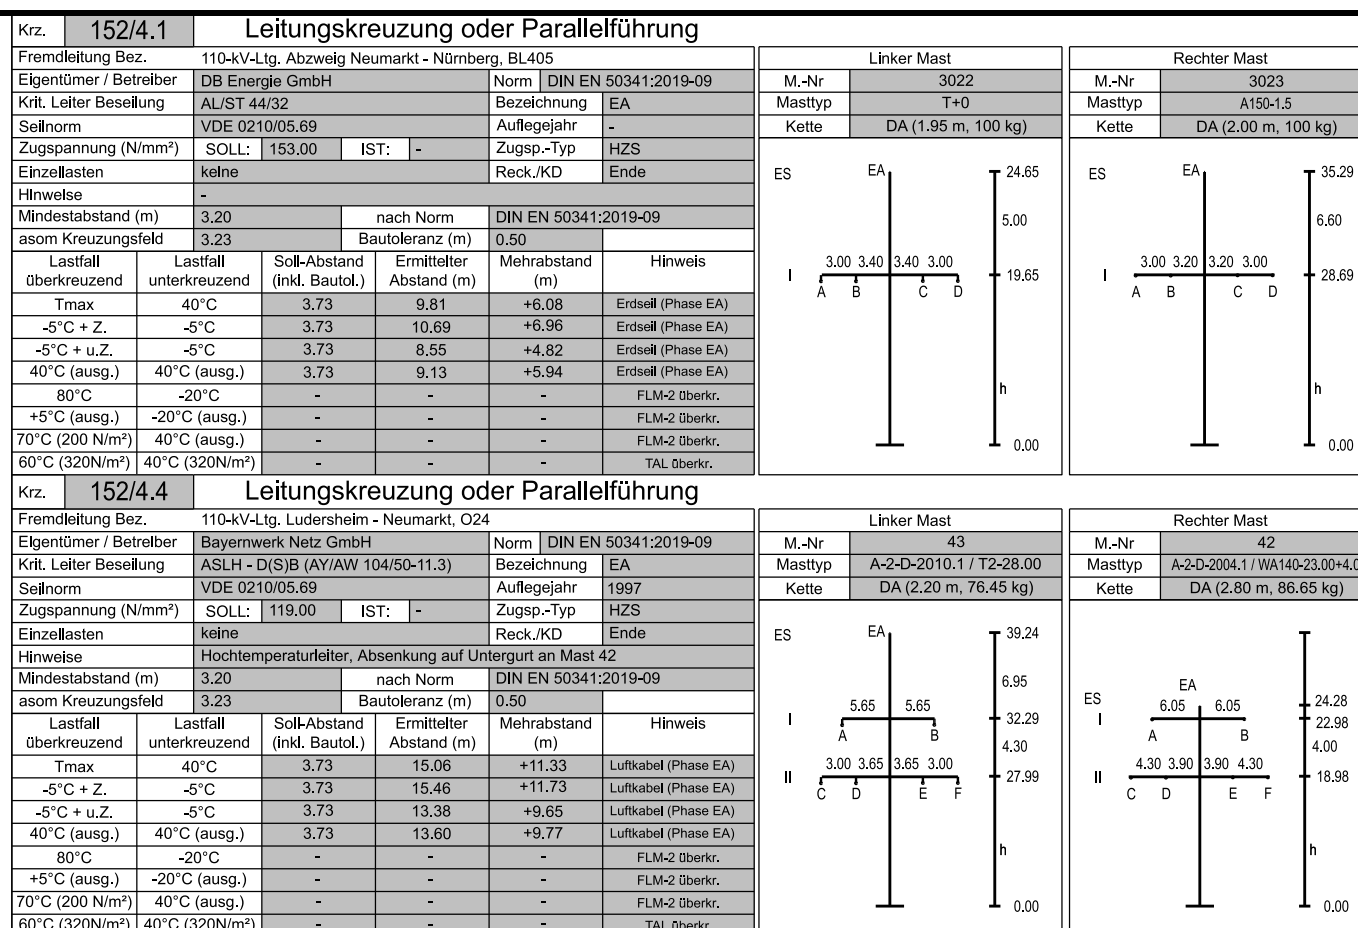 Krz. 152/4.1 Leitungskreuzung oder Parallelführung
Fremdleitung Bez. 110-kV-Ltg. Abzweig Neumarkt - Nürnberg, BL405
Eigentümer / Betreiber DB Energie GmbH Norm DIN EN 50341:2019-09
Krit. Leiter Beseilung AL/ST 44/32 Bezeichnung EA
Seilnorm VDE 0210/05.69 Auflegejahr -
Zugspannung (N/mm²) SOLL: 153.00 IST: - Zugsp.-Typ HZS
Einzellasten keine Reck./KD Ende
Hinweise -
Mindestabstand (m) 3.20 nach Norm DIN EN 50341:2019-09
asom Kreuzungsfeld 3.23 Bautoleranz (m) 0.50
Lastfall Lastfall Soll-Abstand Ermittelter Mehrabstand Hinweis
überkreuzend unterkreuzend (inkl. Bautol.) Abstand (m) (m)
Tmax 40°C 3.73 9.81 +6.08 Erdseil (Phase EA)
-5°C + Z. -5°C 3.73 10.69 +6.96 Erdseil (Phase EA)
-5°C + u.Z. -5°C 3.73 8.55 +4.82 Erdseil (Phase EA)
40°C (ausg.) 40°C (ausg.) 3.73 9.13 +5.94 Erdseil (Phase EA)
80°C -20°C - - - FLM-2 überkr.
+5°C (ausg.) -20°C (ausg.) - - - FLM-2 überkr.
70°C (200 N/m²) 40°C (ausg.) - - - FLM-2 überkr.
60°C (320N/m²) 40°C (320N/m²) - - - TAL überkr.
Linker Mast
M.-Nr 3022
Masttyp T+0
Kette DA (1.95 m, 100 kg)
ES EA 24.65
5.00
3.00 3.40 3.40 3.00
I 19.65
A B C D
h
0.00
Rechter Mast
M.-Nr 3023
Masttyp A150-1.5
Kette DA (2.00 m, 100 kg)
ES EA 35.29
6.60
3.00 3.20 3.20 3.00
I 28.69
A B C D
h
0.00
Krz. 152/4.4 Leitungskreuzung oder Parallelführung
Fremdleitung Bez. 110-kV-Ltg. Ludersheim - Neumarkt, O24
Eigentümer / Betreiber Bayernwerk Netz GmbH Norm DIN EN 50341:2019-09
Krit. Leiter Beseilung ASLH - D(S)B (AY/AW 104/50-11.3) Bezeichnung EA
Seilnorm VDE 0210/05.69 Auflegejahr 1997
Zugspannung (N/mm²) SOLL: 119.00 IST: - Zugsp.-Typ HZS
Einzellasten keine Reck./KD Ende
Hinweise Hochtemperaturleiter, Absenkung auf Untergurt an Mast 42
Mindestabstand (m) 3.20 nach Norm DIN EN 50341:2019-09
asom Kreuzungsfeld 3.23 Bautoleranz (m) 0.50
Lastfall Lastfall Soll-Abstand Ermittelter Mehrabstand Hinweis
überkreuzend unterkreuzend (inkl. Bautol.) Abstand (m) (m)
Tmax 40°C 3.73 15.06 +11.33 Luftkabel (Phase EA)
-5°C + Z. -5°C 3.73 15.46 +11.73 Luftkabel (Phase EA)
-5°C + u.Z. -5°C 3.73 13.38 +9.65 Luftkabel (Phase EA)
40°C (ausg.) 40°C (ausg.) 3.73 13.60 +9.77 Luftkabel (Phase EA)
80°C -20°C - - - FLM-2 überkr.
+5°C (ausg.) -20°C (ausg.) - - - FLM-2 überkr.
70°C (200 N/m²) 40°C (ausg.) - - - FLM-2 überkr.
60°C (320N/m²) 40°C (320N/m²) - - - TAL überkr.
Linker Mast
M.-Nr 43
Masttyp A-2-D-2010.1 / T2-28.00
Kette DA (2.20 m, 76.45 kg)
ES EA 39.24
6.95
5.65 5.65
I 32.29
A B
4.30
3.00 3.65 3.65 3.00
II 27.99
C D E F
h
0.00
Rechter Mast
M.-Nr 42
Masttyp A-2-D-2004.1 / WA140-23.00+4.0
Kette DA (2.80 m, 86.65 kg)
EA
ES 6.05 6.05 24.28
I 22.98
A B
4.00
4.30 3.90 3.90 4.30
II 18.98
C D E F
h
0.00